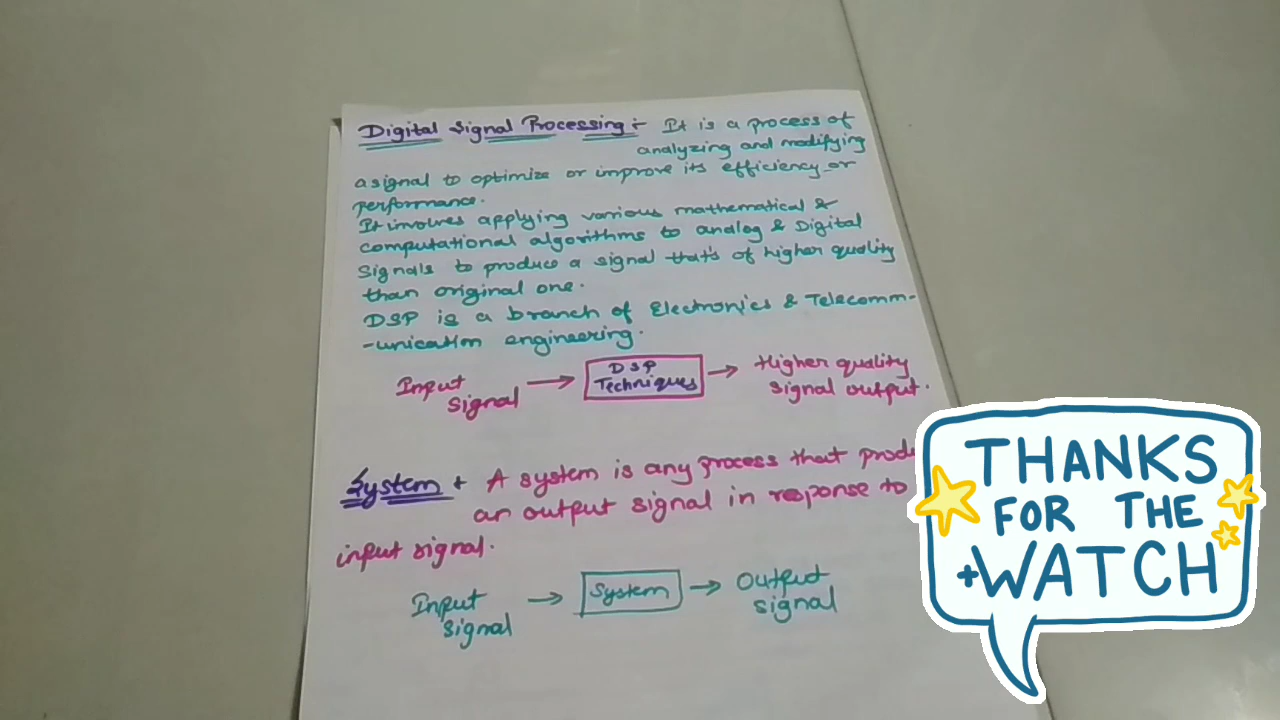 Digital Signal Processing :- It is a process of
analyzing and modifying
a signal to optimize or improve its efficiency or
performance.
It involves applying various mathematical &
computational algorithms to analog & Digital
Signals to produce a signal that's of higher quality
than original one.
DSP is a branch of Electronics & Telecomm-
-unication engineering.
Input
Signal
→
DSP
Techniques
→
Higher quality
signal output.
System :- A system is any process that produ
an output signal in response to
input signal.
Input
signal
→
System
→
Output
signal
THANKS
FOR THE
WATCH